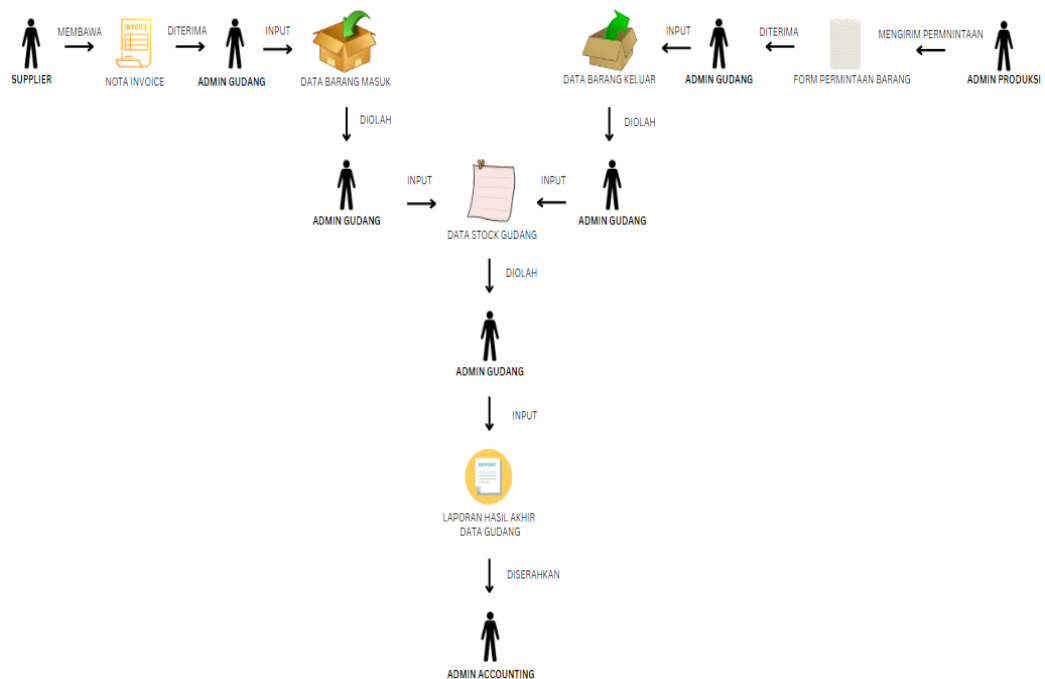 MEMBAWA
DITERIMA
INPUT
INPUT
DITERIMA
MENGIRIM PERMNINTAAN
INVOICE
SUPPLIER
NOTA INVOICE
ADMIN GUDANG
DATA BARANG MASUK
DATA BARANG KELUAR
ADMIN GUDANG
FORM PERMINTAAN BARANG
ADMIN PRODUKSI
DIOLAH
DIOLAH
INPUT
INPUT
ADMIN GUDANG
ADMIN GUDANG
DATA STOCK GUDANG
DIOLAH
ADMIN GUDANG
INPUT
REPORT
LAPORAN HASIL AKHIR
DATA GUDANG
DISERAHKAN
ADMIN ACCOUNTING